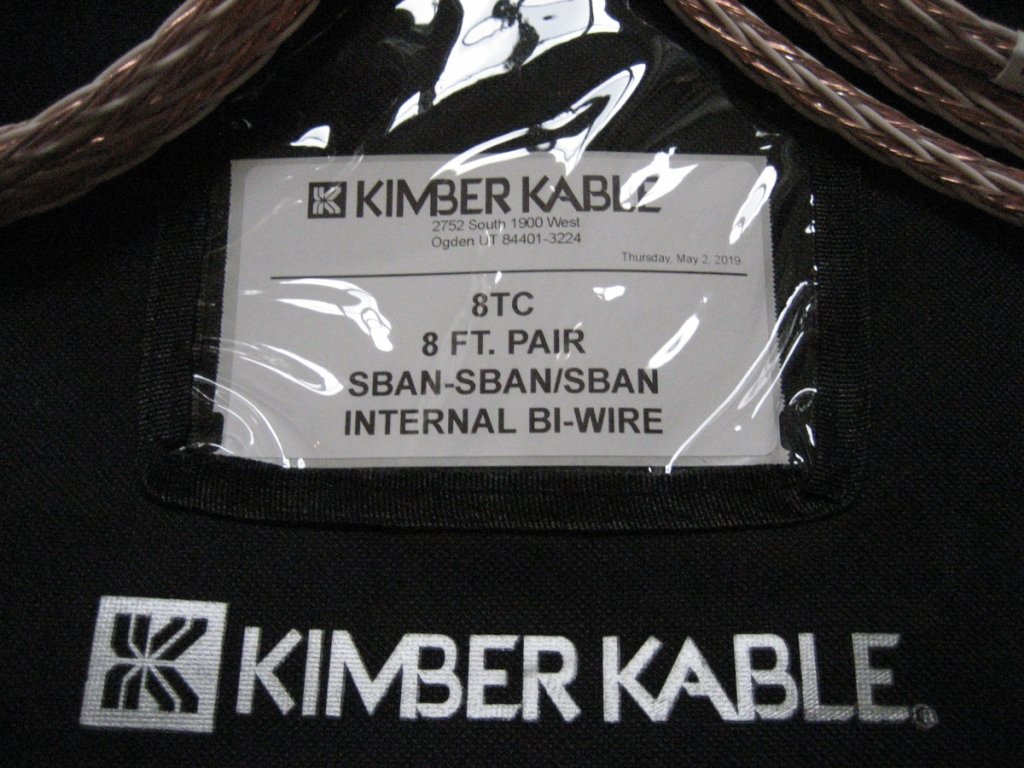 KIMBER KABLE
2752 South 1900 West
Ogden UT 84401-3224
Thursday, May 2, 2019
8TC
8 FT. PAIR
SBAN-SBAN/SBAN
INTERNAL BI-WIRE
KIMBER KABLE®